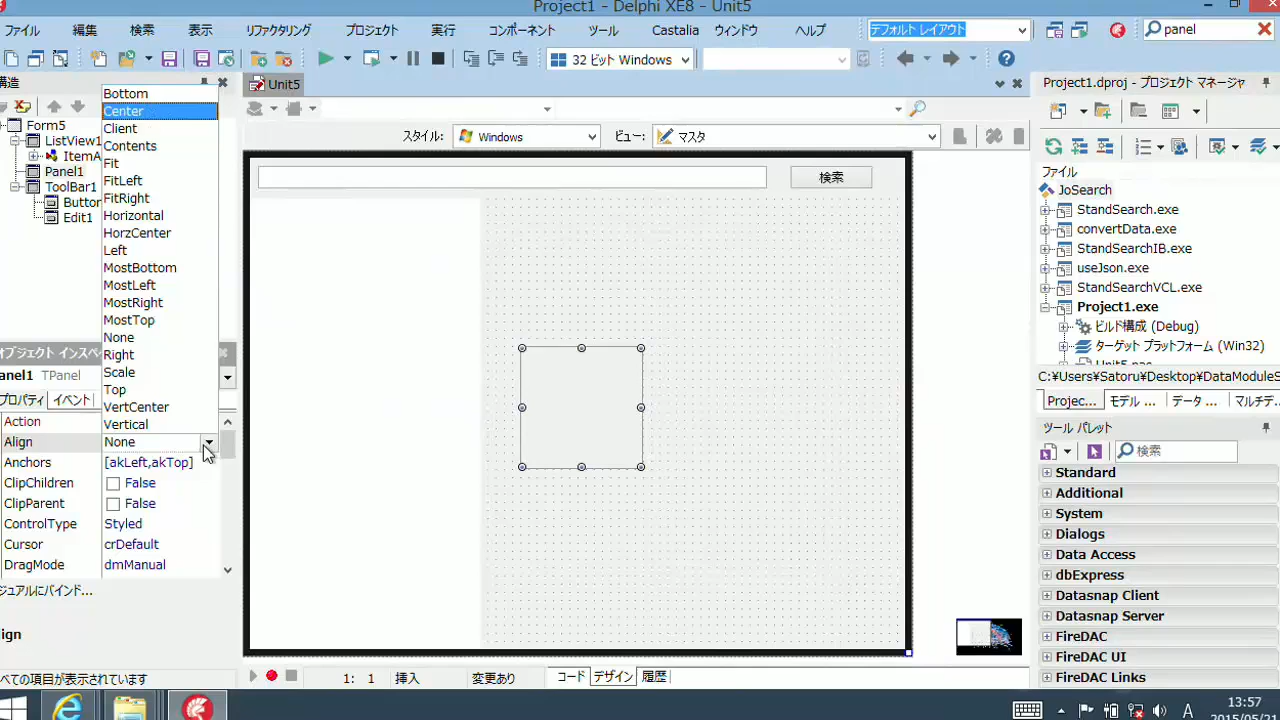 Project1 - Delphi XE8 - Unit5
ファイル 編集 検索 表示 リファクタリング プロジェクト 実行 コンポーネント ツール Castalia ウィンドウ ヘルプ
デフォルト レイアウト
panel
32 ビット Windows
構造
Bottom
Center
Client
Contents
Fit
FitLeft
FitRight
Horizontal
HorzCenter
Left
MostBottom
MostLeft
MostRight
MostTop
None
Right
Scale
Top
VertCenter
Vertical
Form5
ListView1
ItemA
Panel1
ToolBar1
Button
Edit1
オブジェクト インスペ
anel1 TPanel
プロパティ イベント
Action
Align None
Anchors [akLeft,akTop]
ClipChildren False
ClipParent False
ControlType Styled
Cursor crDefault
DragMode dmManual
ジュアルにバインド...
ign
べての項目が表示されています
Unit5
スタイル: Windows ビュー: マスタ
検索
1: 1 挿入 変更あり コード デザイン 履歴
Project1.dproj - プロジェクト マネージャ
ファイル
JoSearch
StandSearch.exe
convertData.exe
StandSearchIB.exe
useJson.exe
StandSearchVCL.exe
Project1.exe
ビルド構成 (Debug)
ターゲット プラットフォーム (Win32)
Unit5.pas
C:¥Users¥Satoru¥Desktop¥DataModuleS
Projec... モデル ... データ ... マルチデ
ツール パレット
検索
Standard
Additional
System
Dialogs
Data Access
dbExpress
Datasnap Client
Datasnap Server
FireDAC
FireDAC UI
FireDAC Links
A
13:57